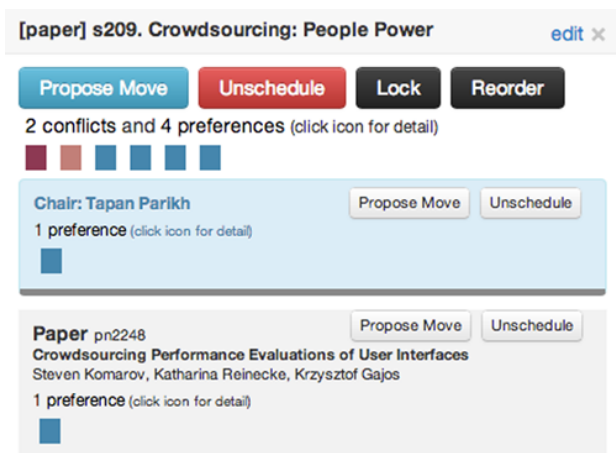 [paper] s209. Crowdsourcing: People Power edit ×
Propose Move Unschedule Lock Reorder
2 conflicts and 4 preferences (click icon for detail)
Chair: Tapan Parikh Propose Move Unschedule
1 preference (click icon for detail)
Paper pn2248 Propose Move Unschedule
Crowdsourcing Performance Evaluations of User Interfaces
Steven Komarov, Katharina Reinecke, Krzysztof Gajos
1 preference (click icon for detail)